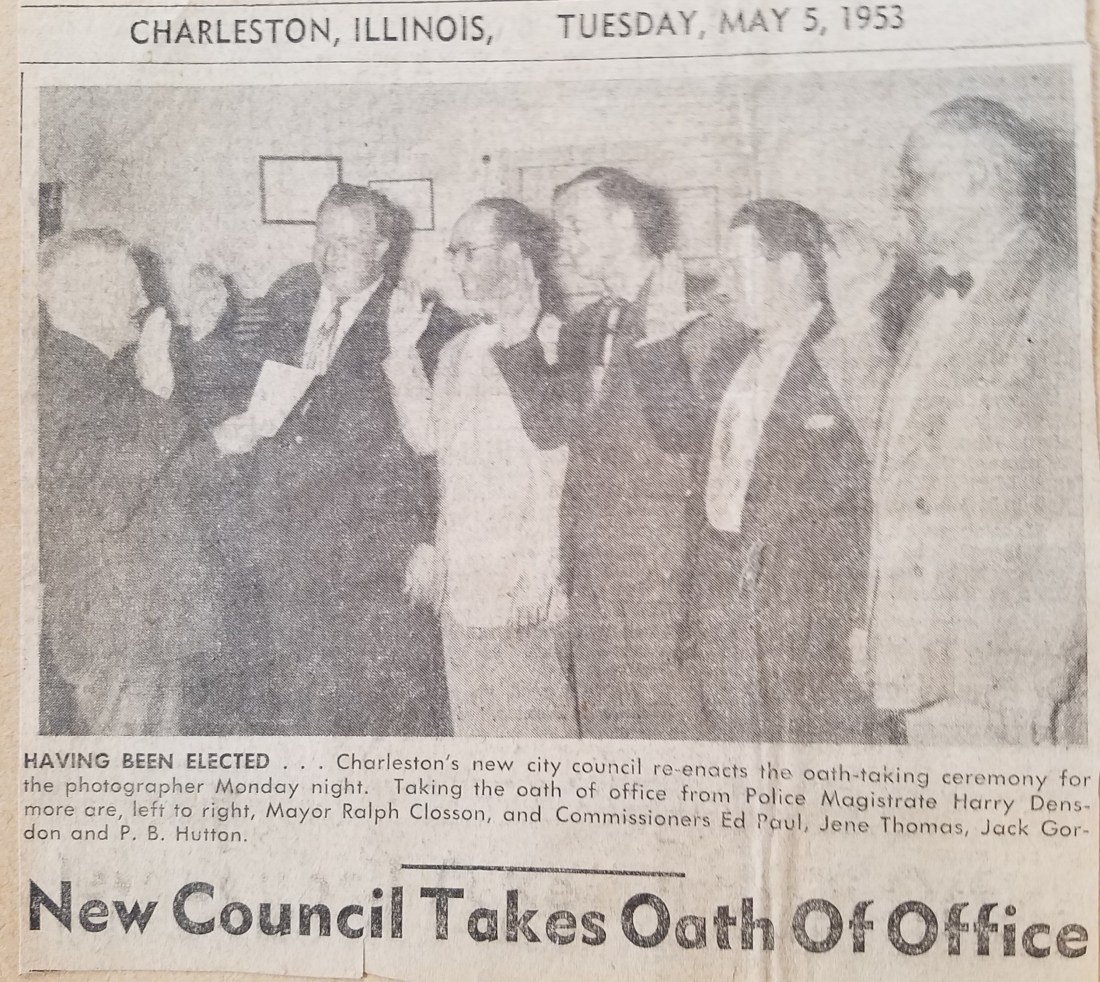 CHARLESTON, ILLINOIS, TUESDAY, MAY 5, 1953
HAVING BEEN ELECTED . . . Charleston's new city council re-enacts the oath-taking ceremony for
the photographer Monday night. Taking the oath of office from Police Magistrate Harry Dens-
more are, left to right, Mayor Ralph Closson, and Commissioners Ed Paul, Jene Thomas, Jack Gor-
don and P. B. Hutton.
New Council Takes Oath Of Office